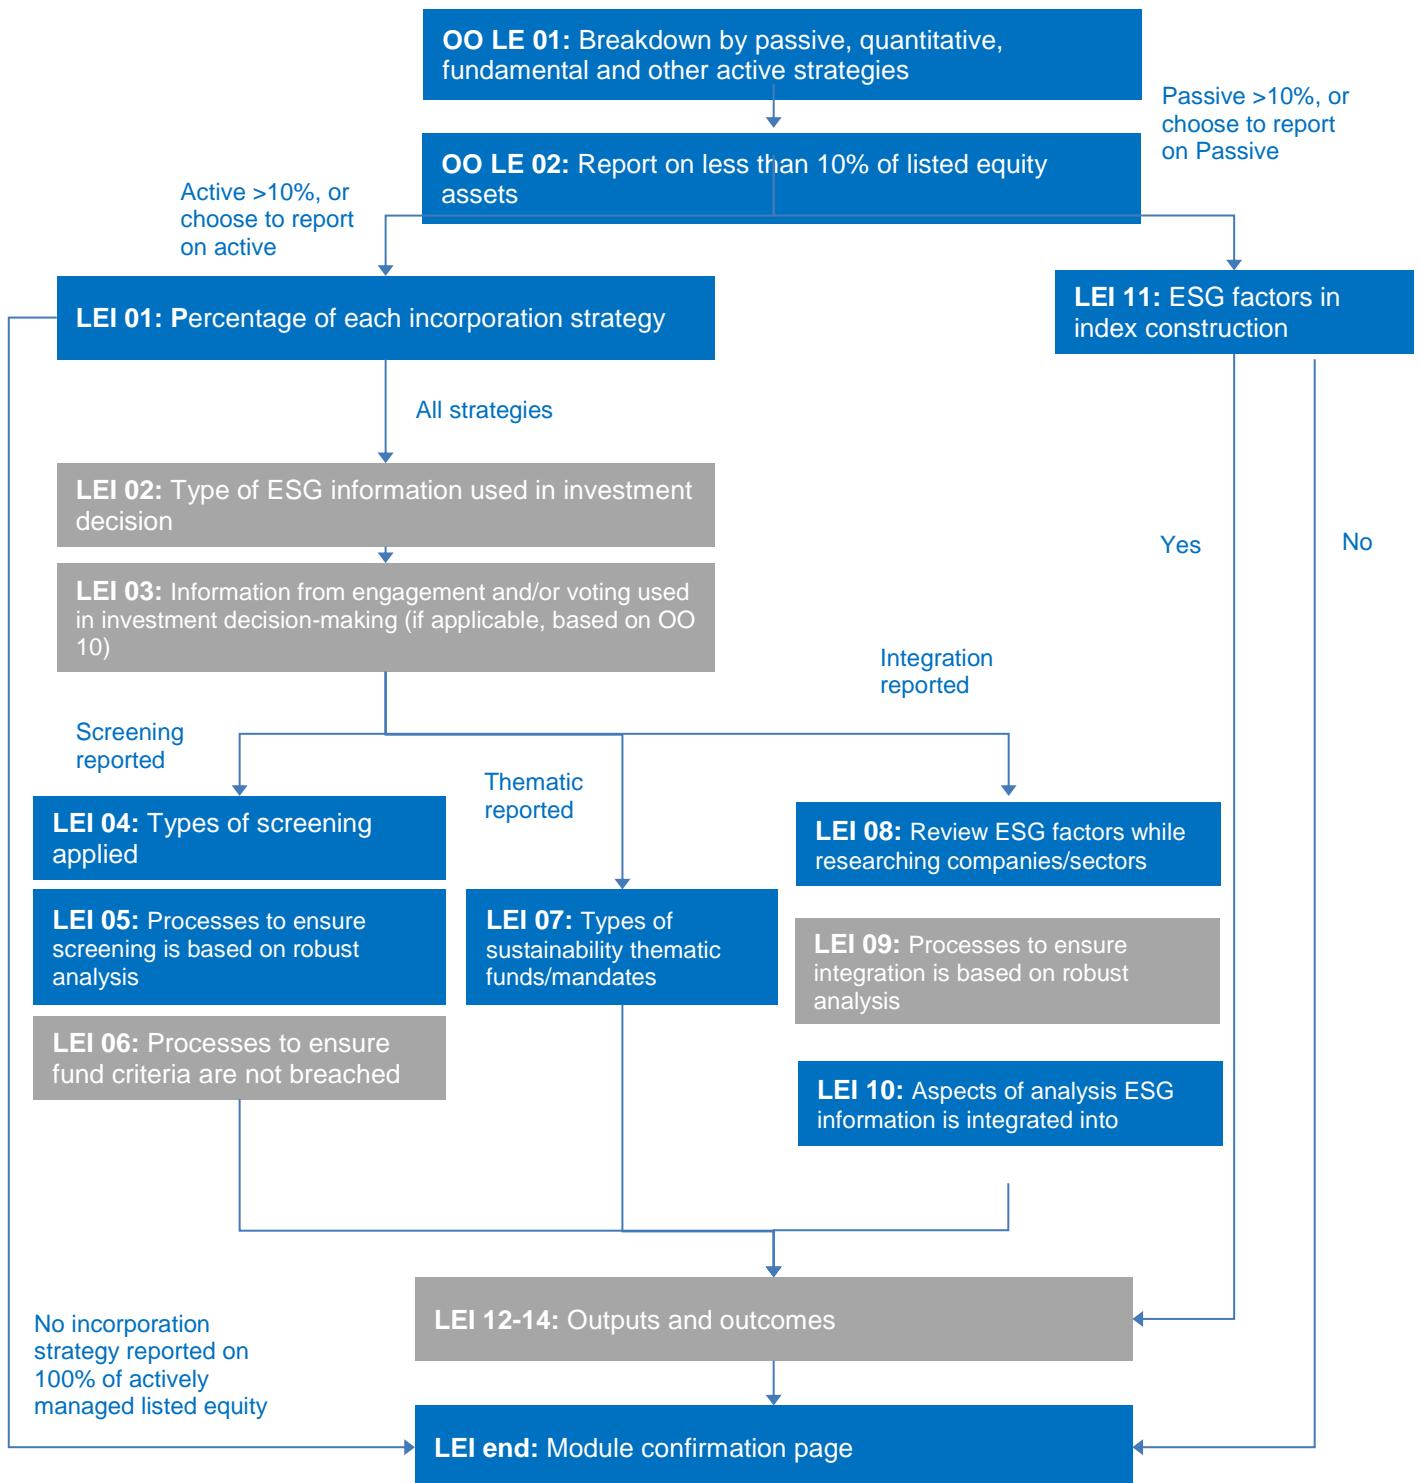 OO LE 01: Breakdown by passive, quantitative,
fundamental and other active strategies
Passive >10%, or
choose to report
on Passive
OO LE 02: Report on less than 10% of listed equity
assets
Active >10%, or
choose to report
on active
LEI 01: Percentage of each incorporation strategy
LEI 11: ESG factors in
index construction
All strategies
LEI 02: Type of ESG information used in investment
decision
Yes
No
LEI 03: Information from engagement and/or voting used
in investment decision-making (if applicable, based on OO
10)
Integration
reported
Screening
reported
Thematic
reported
LEI 04: Types of screening
applied
LEI 08: Review ESG factors while
researching companies/sectors
LEI 05: Processes to ensure
screening is based on robust
analysis
LEI 07: Types of
sustainability thematic
funds/mandates
LEI 09: Processes to ensure
integration is based on robust
analysis
LEI 06: Processes to ensure
fund criteria are not breached
LEI 10: Aspects of analysis ESG
information is integrated into
LEI 12-14: Outputs and outcomes
No incorporation
strategy reported on
100% of actively
managed listed equity
LEI end: Module confirmation page